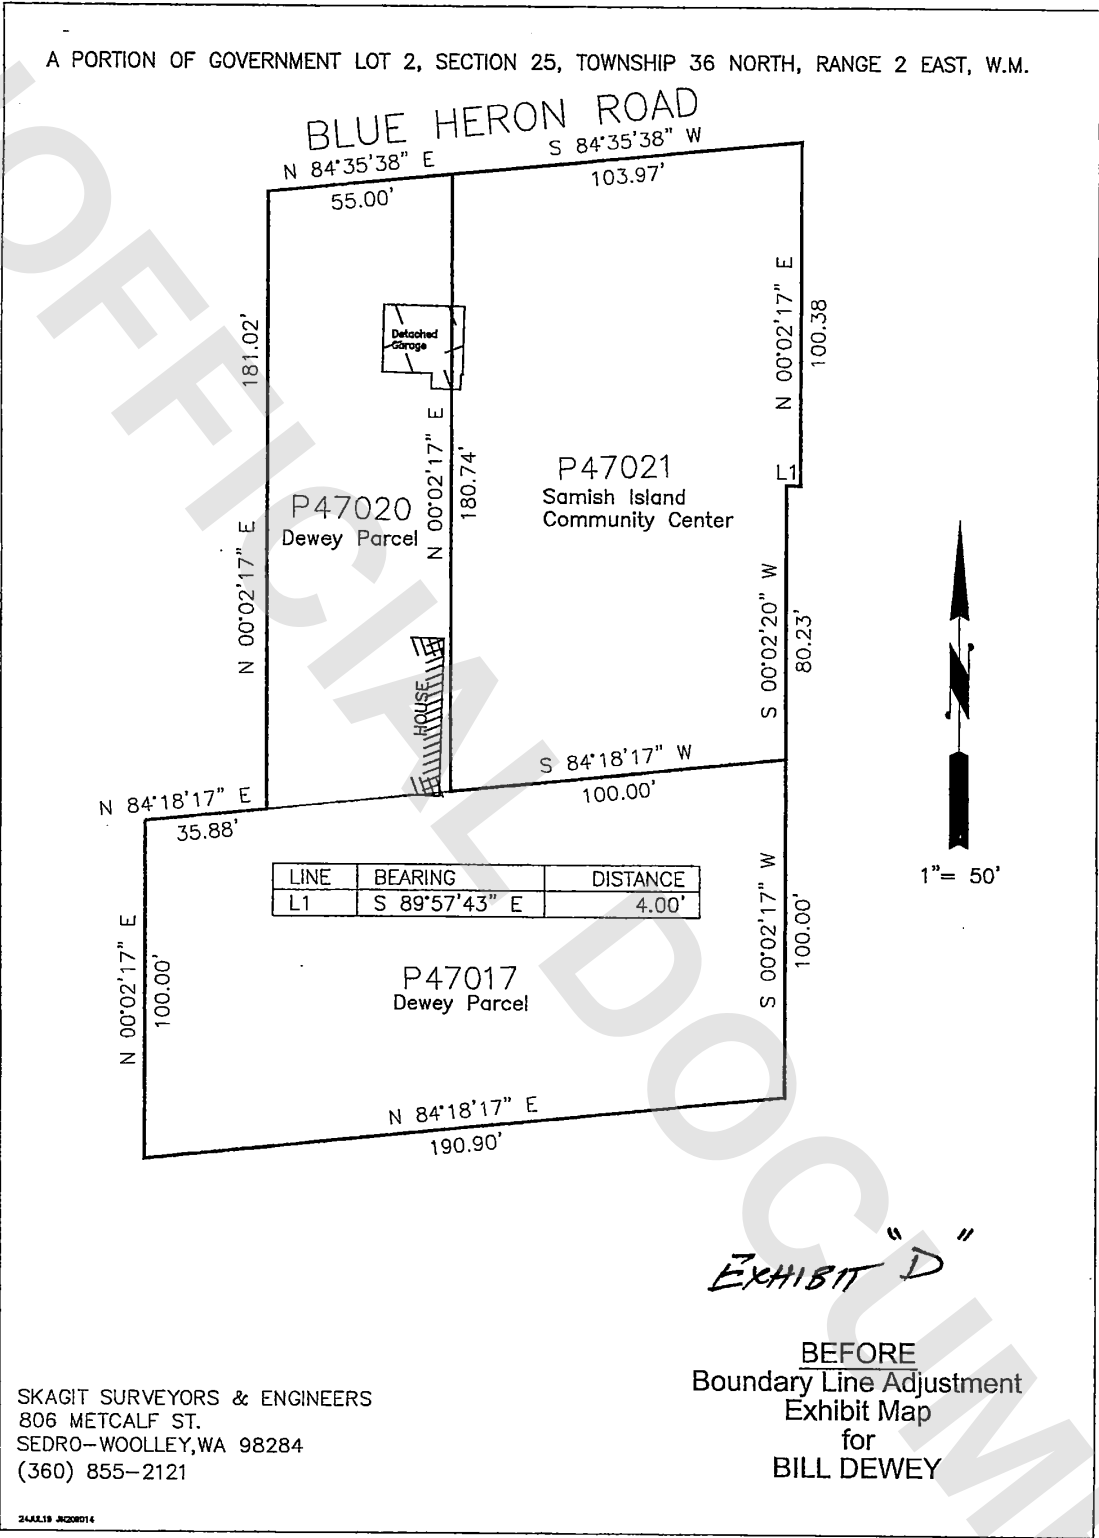 A PORTION OF GOVERNMENT LOT 2, SECTION 25, TOWNSHIP 36 NORTH, RANGE 2 EAST, W.M.
BLUE HERON ROAD
N 84°35'38" E
55.00'
S 84°35'38" W
103.97'
N 00°02'17" E
181.02'
Detached
Garage
N 00°02'17" E
180.74'
N 00°02'17" E
100.38
L1
P47021
Samish Island
Community Center
P47020
Dewey Parcel
S 00°02'20" W
80.23'
HOUSE
S 84°18'17" W
100.00'
N 84°18'17" E
35.88'
1"= 50'
LINE BEARING DISTANCE
L1 S 89°57'43" E 4.00'
N 00°02'17" E
100.00'
S 00°02'17" W
100.00'
P47017
Dewey Parcel
N 84°18'17" E
190.90'
EXHIBIT "D"
BEFORE
Boundary Line Adjustment
Exhibit Map
for
BILL DEWEY
SKAGIT SURVEYORS & ENGINEERS
806 METCALF ST.
SEDRO-WOOLLEY,WA 98284
(360) 855-2121
24JUL19 JN208014
UNOFFICIAL DOCUMENT